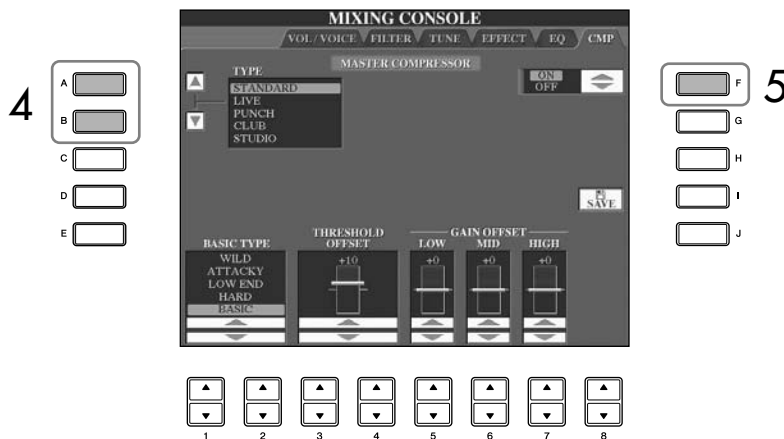 MIXING CONSOLE
VOL / VOICE FILTER TUNE EFFECT EQ CMP
MASTER COMPRESSOR
TYPE
STANDARD
LIVE
PUNCH
CLUB
STUDIO
ON
OFF
SAVE
4
A
B
C
D
E
5
F
G
H
I
J
BASIC TYPE
WILD
ATTACKY
LOW END
HARD
BASIC
THRESHOLD
OFFSET
+10
GAIN OFFSET
LOW MID HIGH
+0 +0 +0
1 2 3 4 5 6 7 8